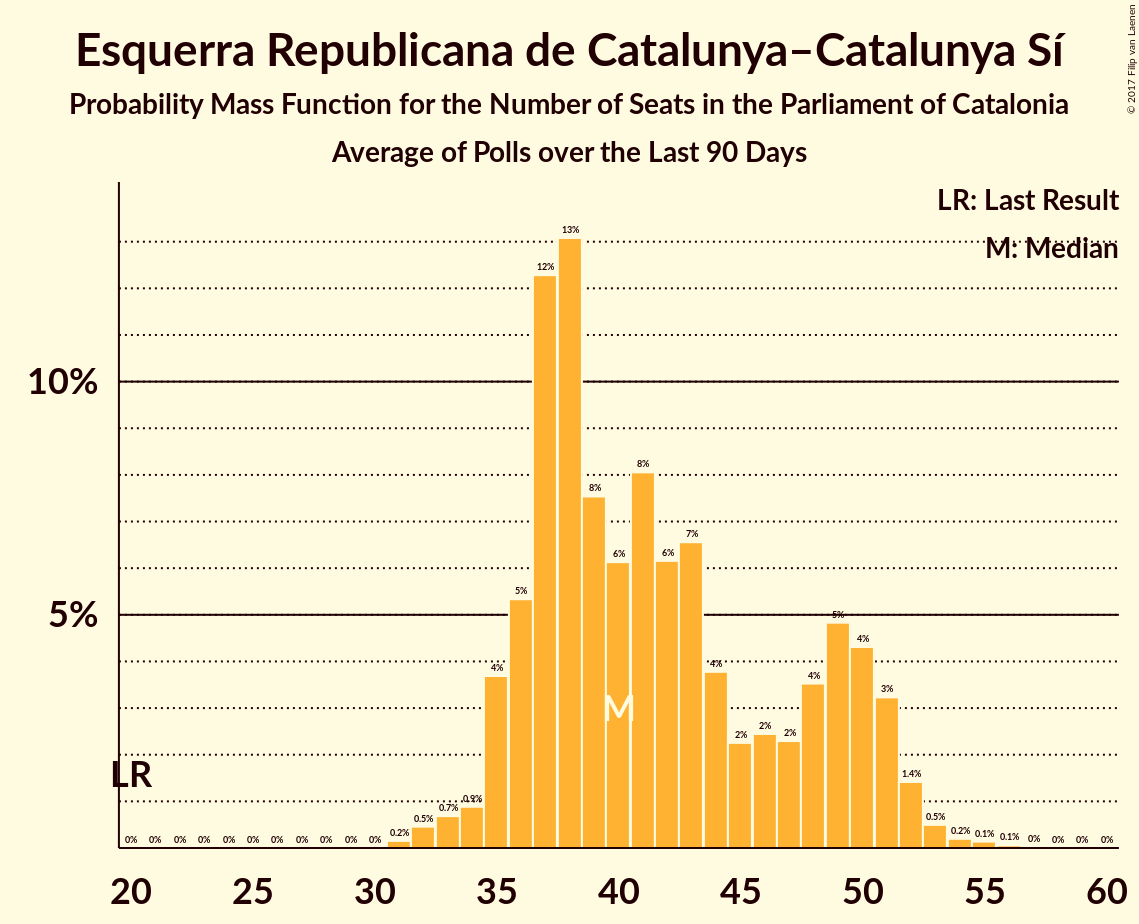 Esquerra Republicana de Catalunya–Catalunya Sí
Probability Mass Function for the Number of Seats in the Parliament of Catalonia
Average of Polls over the Last 90 Days
© 2017 Filip van Laenen
LR: Last Result
M: Median
10%
5%
LR
M
0% 0% 0% 0% 0% 0% 0% 0% 0% 0% 0% 0.2% 0.5% 0.7% 0.9% 4% 5% 12% 13% 8% 6% 8% 6% 7% 4% 2% 2% 2% 4% 5% 4% 3% 1.4% 0.5% 0.2% 0.1% 0.1% 0% 0% 0% 0%
20 25 30 35 40 45 50 55 60